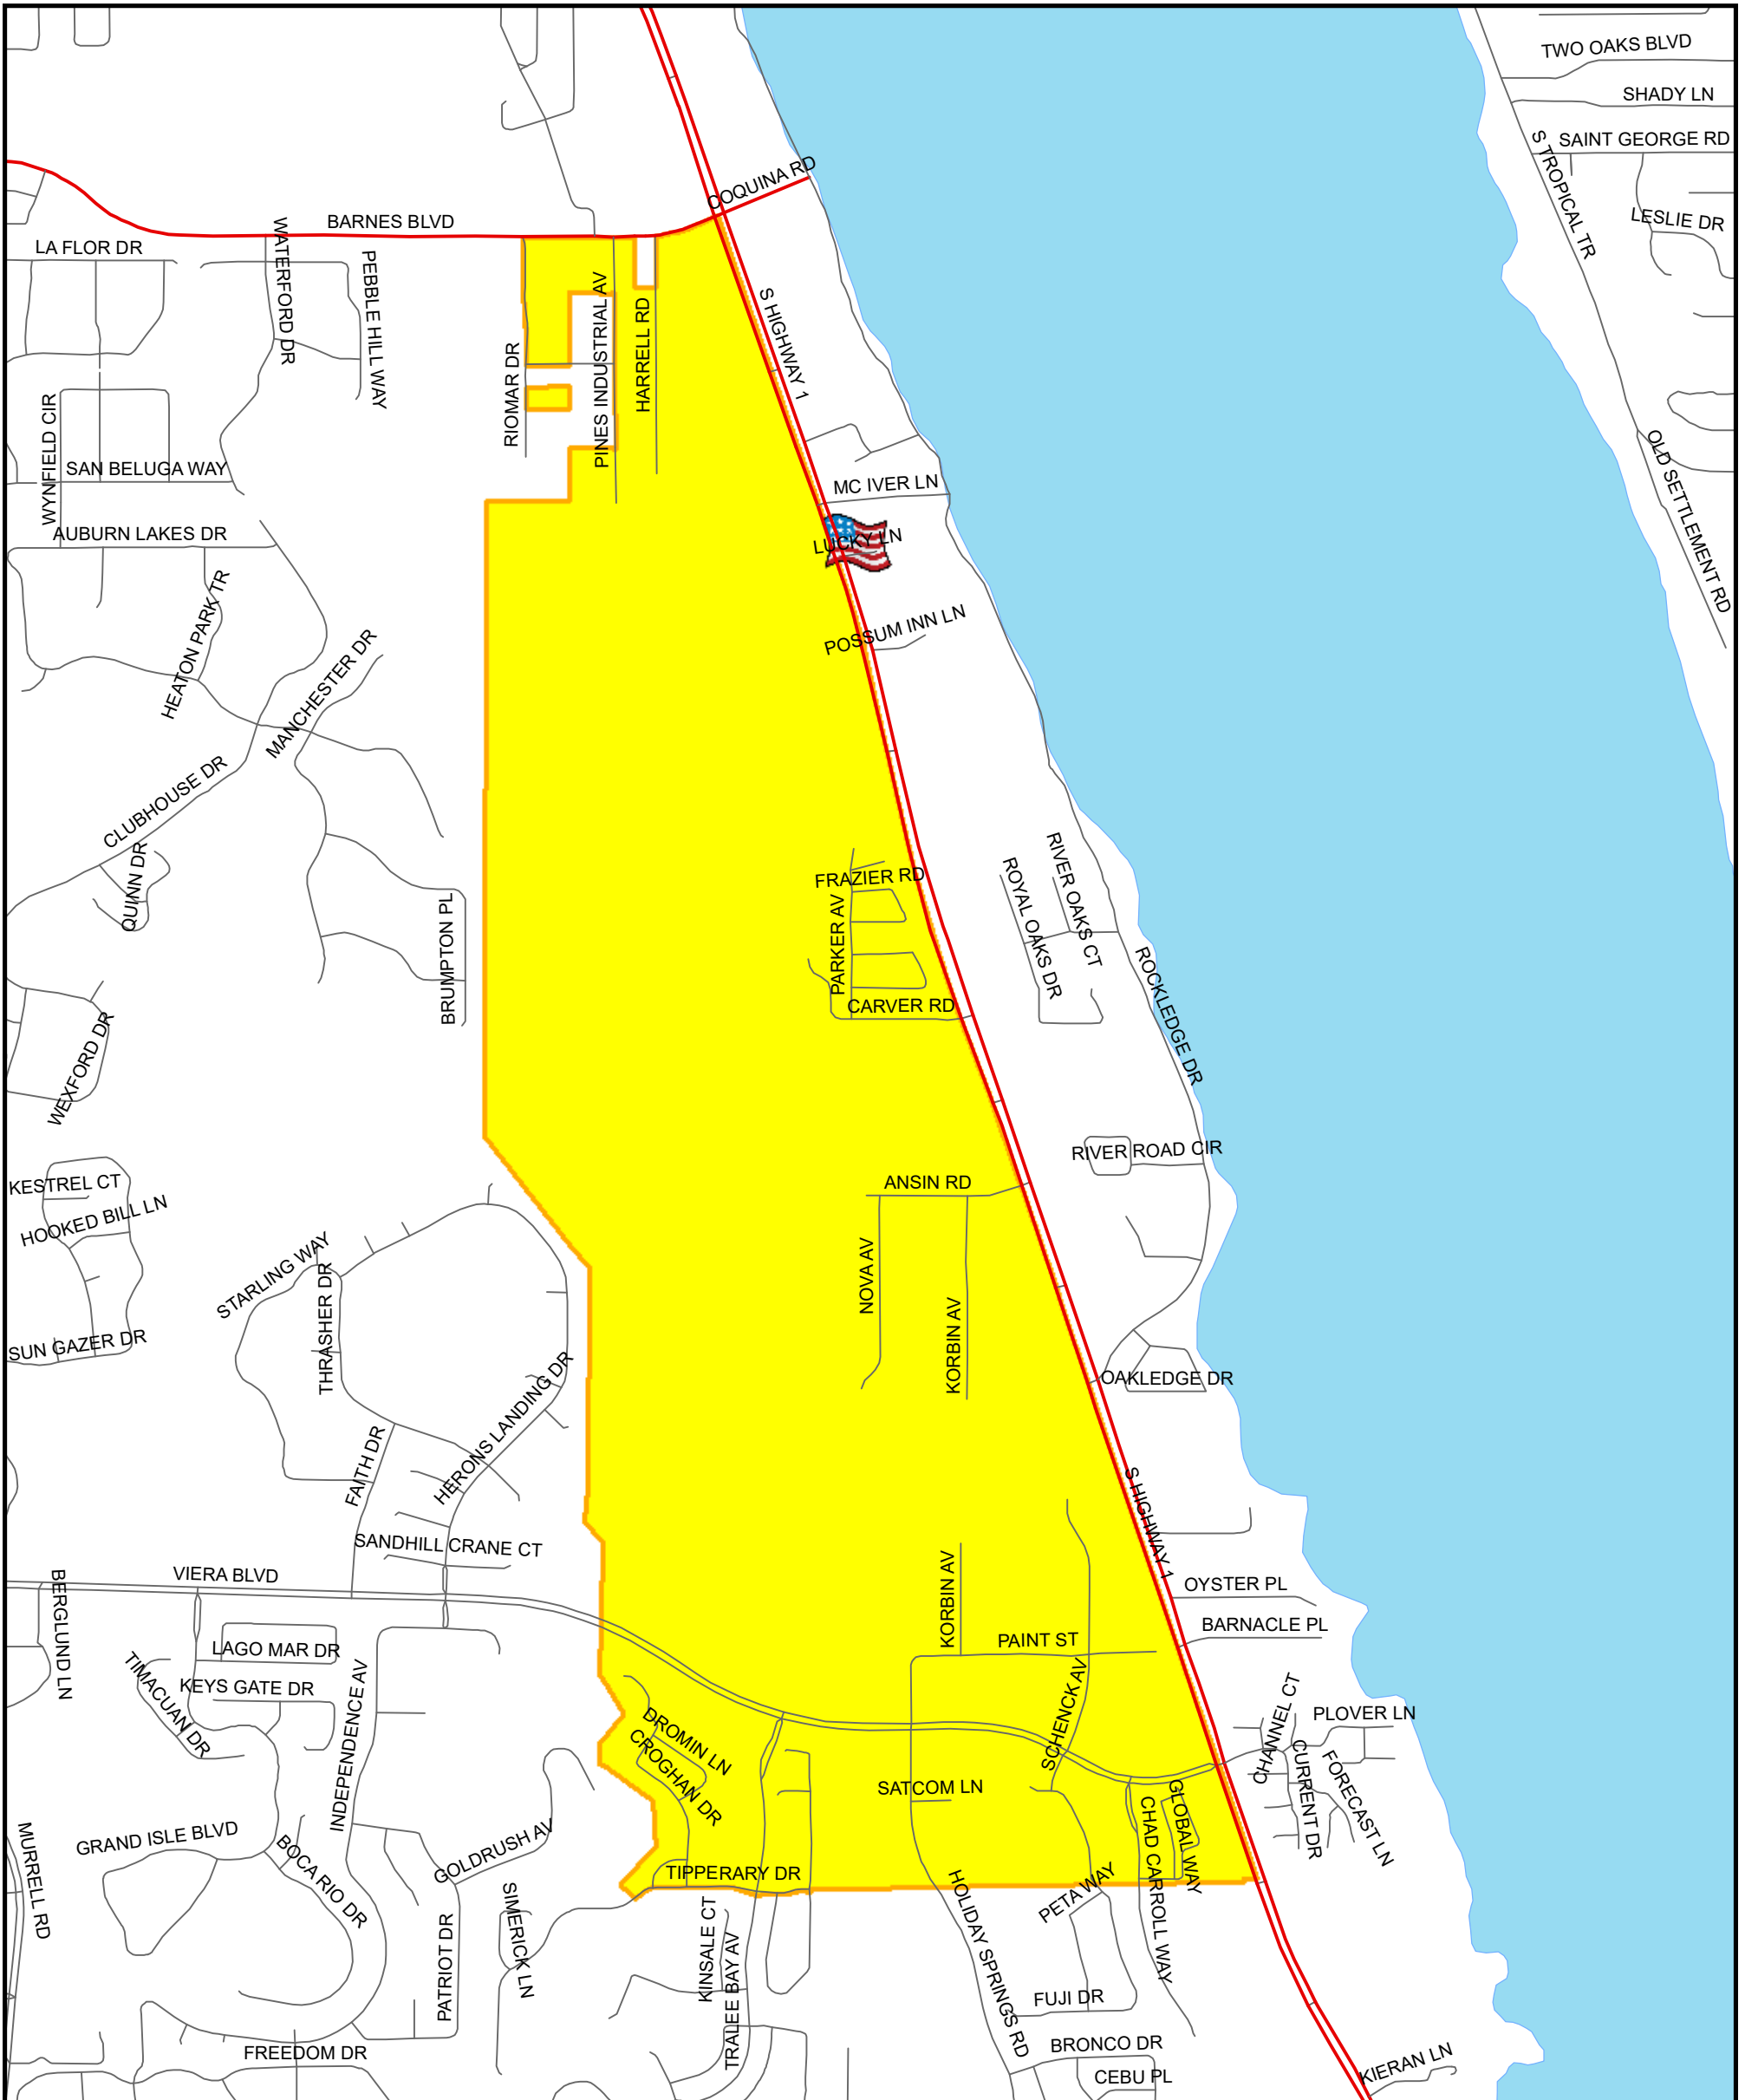 TWO OAKS BLVD
SHADY LN
SAINT GEORGE RD
S TROPICAL TR
COQUINA RD
LESLIE DR
BARNES BLVD
LA FLOR DR
WATERFORD DR
PEBBLE HILL WAY
PINES INDUSTRIAL AV
HARRELL RD
S HIGHWAY 1
RIOMAR DR
WYNFIELD CIR
SAN BELUGA WAY
OLD SETTLEMENT RD
MC IVER LN
AUBURN LAKES DR
LUCKY LN
HEATON PARK TR
POSSUM INN LN
MANCHESTER DR
CLUBHOUSE DR
QUINN DR
FRAZIER RD
RIVER OAKS CT
ROYAL OAKS DR
BRUMPTON PL
PARKER AV
ROCKLEDGE DR
CARVER RD
WEXFORD DR
RIVER ROAD CIR
KESTREL CT
ANSIN RD
HOOKED BILL LN
STARLING WAY
THRASHER DR
NOVA AV
KORBIN AV
SUN GAZER DR
OAKLEDGE DR
HERONS LANDING DR
FAITH DR
S HIGHWAY 1
SANDHILL CRANE CT
VIERA BLVD
BERGLUND LN
KORBIN AV
OYSTER PL
BARNACLE PL
PAINT ST
LAGO MAR DR
TIMACUAN DR
KEYS GATE DR
INDEPENDENCE AV
SCHENCK AV
CHANNEL CT
PLOVER LN
DROMIN LN
CROGHAN DR
CURRENT DR
FORECAST LN
SATCOM LN
GLOBAL WAY
CHAD CARROLL WAY
MURRELL RD
GRAND ISLE BLVD
BOCA RIO DR
GOLDRUSH AV
TIPPERARY DR
PETA WAY
HOLIDAY SPRINGS RD
SIMERICK LN
KINSALE CT
PATRIOT DR
TRALEE BAY AV
FUJI DR
BRONCO DR
FREEDOM DR
CEBU PL
KIERAN LN